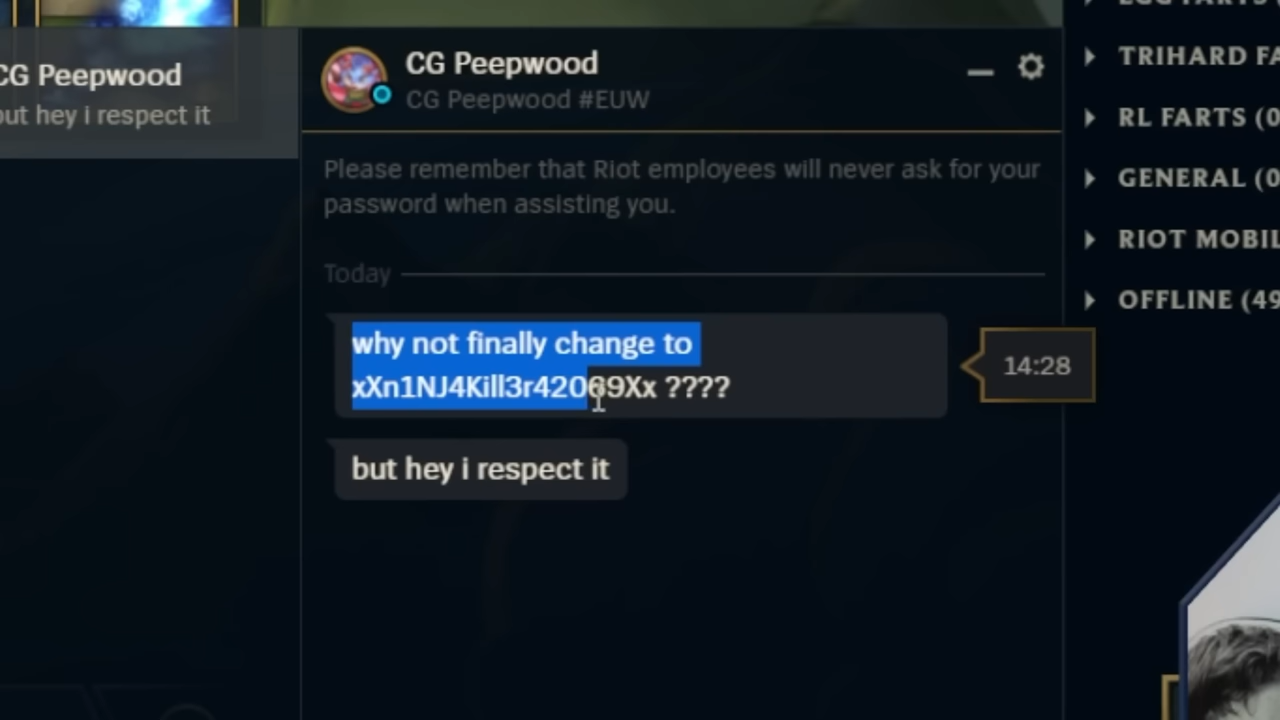 CG Peepwood
but hey i respect it
CG Peepwood
CG Peepwood #EUW
Please remember that Riot employees will never ask for your
password when assisting you.
Today
why not finally change to
xXn1NJ4Kill3r42069Xx ????
14:28
but hey i respect it
TRIHARD FA
RL FARTS (0
GENERAL (0
RIOT MOBIL
OFFLINE (49